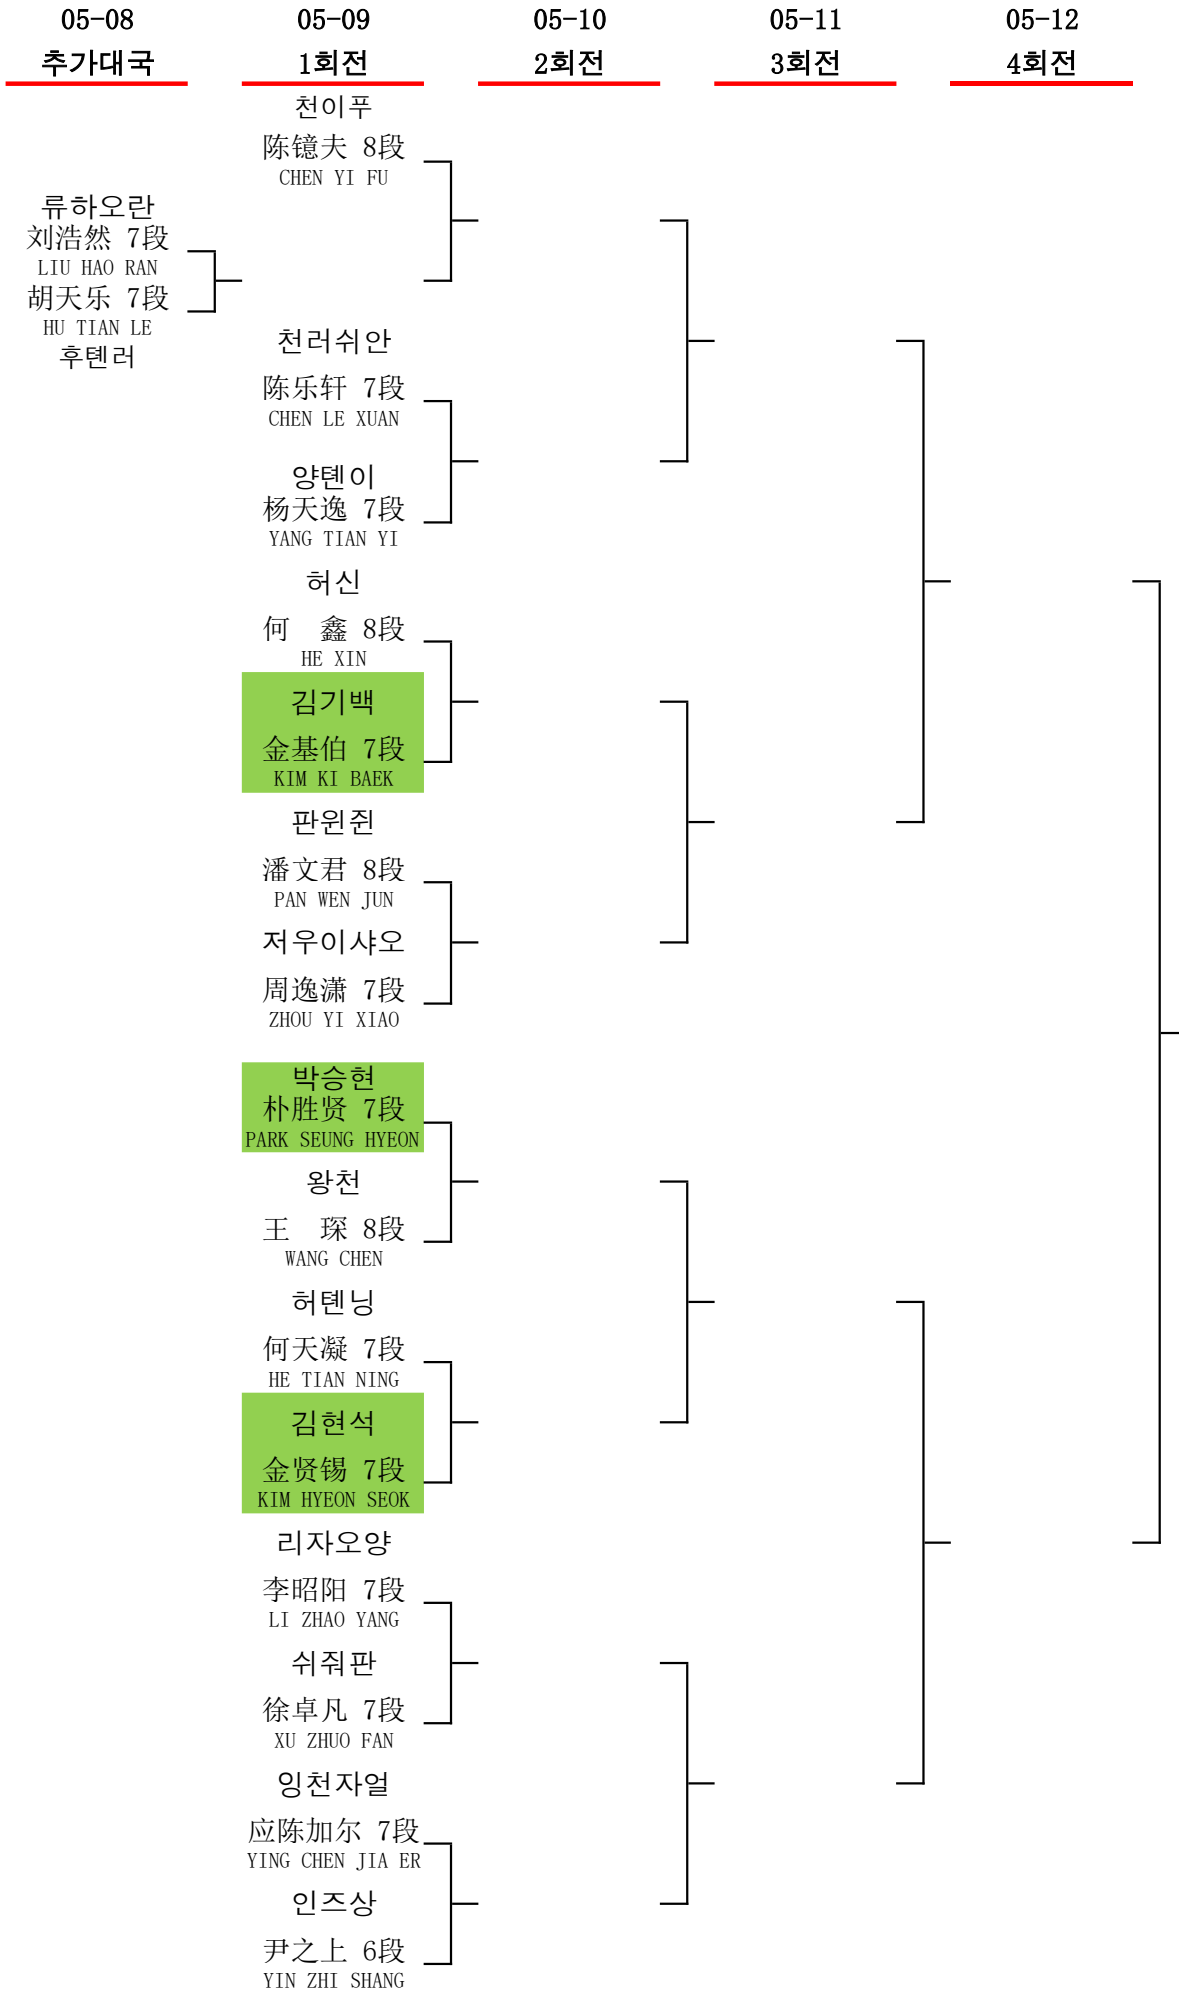 05-08
추가대국
05-09
1회전
05-10
2회전
05-11
3회전
05-12
4회전
류하오란
刘浩然 7段
LIU HAO RAN
胡天乐 7段
HU TIAN LE
후톈러
천이푸
陈镱夫 8段
CHEN YI FU
천러쉬안
陈乐轩 7段
CHEN LE XUAN
양톈이
杨天逸 7段
YANG TIAN YI
허신
何 鑫 8段
HE XIN
김기백
金基伯 7段
KIM KI BAEK
판원쥔
潘文君 8段
PAN WEN JUN
저우이샤오
周逸潇 7段
ZHOU YI XIAO
박승현
朴胜贤 7段
PARK SEUNG HYEON
왕천
王 琛 8段
WANG CHEN
허톈닝
何天凝 7段
HE TIAN NING
김현석
金贤锡 7段
KIM HYEON SEOK
리자오양
李昭阳 7段
LI ZHAO YANG
쉬줘판
徐卓凡 7段
XU ZHUO FAN
잉천자얼
应陈加尔 7段
YING CHEN JIA ER
인즈상
尹之上 6段
YIN ZHI SHANG